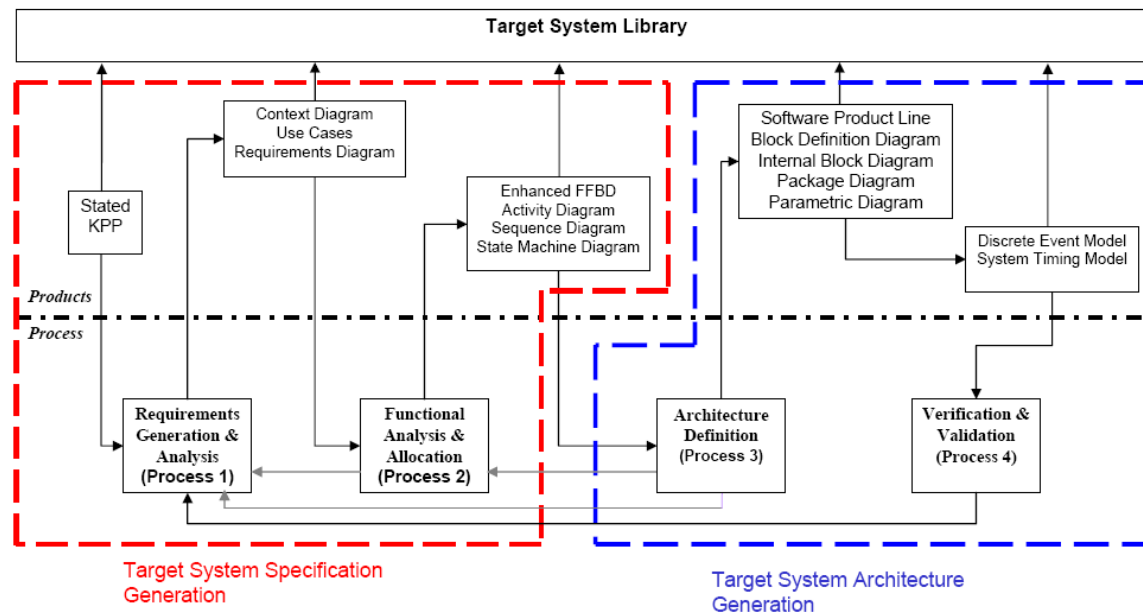 Target System Library
Context Diagram
Use Cases
Requirements Diagram
Software Product Line
Block Definition Diagram
Internal Block Diagram
Package Diagram
Parametric Diagram
Stated
KPP
Enhanced FFBD
Activity Diagram
Sequence Diagram
State Machine Diagram
Discrete Event Model
System Timing Model
Products
Process
Requirements
Generation &
Analysis
(Process 1)
Functional
Analysis &
Allocation
(Process 2)
Architecture
Definition
(Process 3)
Verification &
Validation
(Process 4)
Target System Specification
Generation
Target System Architecture
Generation